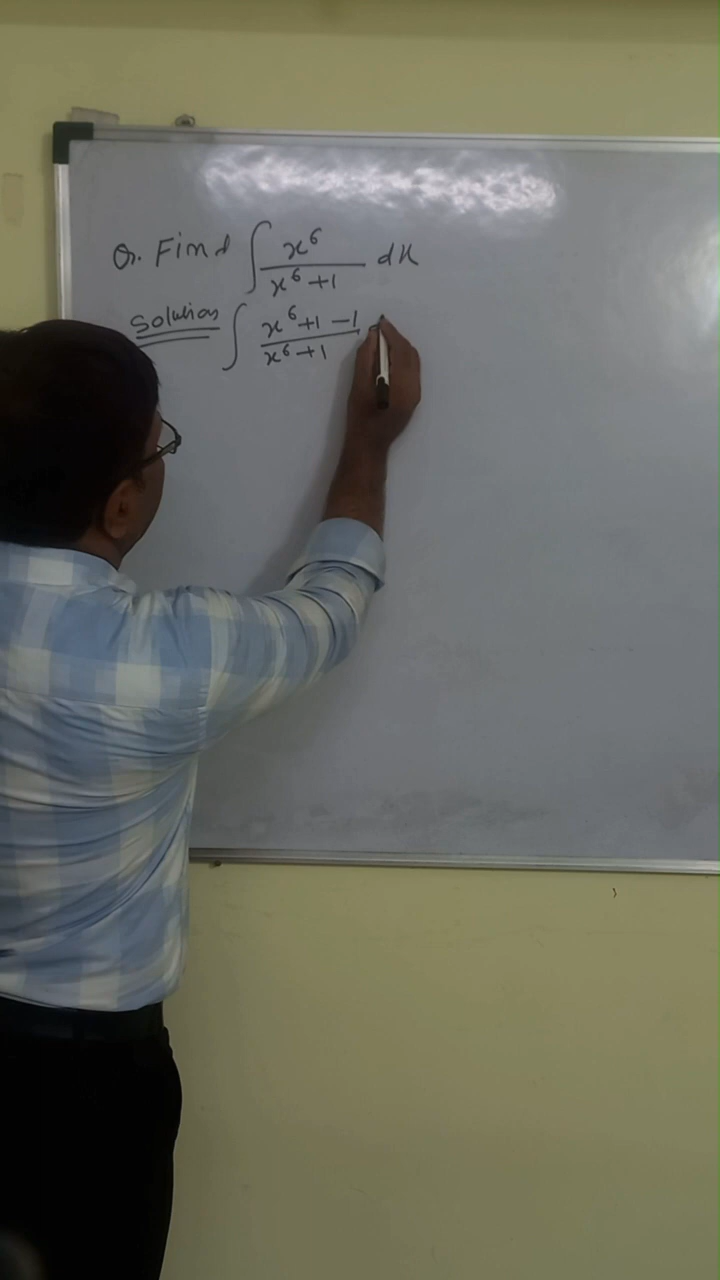 Q. Find ∫ x⁶ / (x⁶ + 1) dx
Solution ∫ (x⁶ + 1 - 1) / (x⁶ + 1)